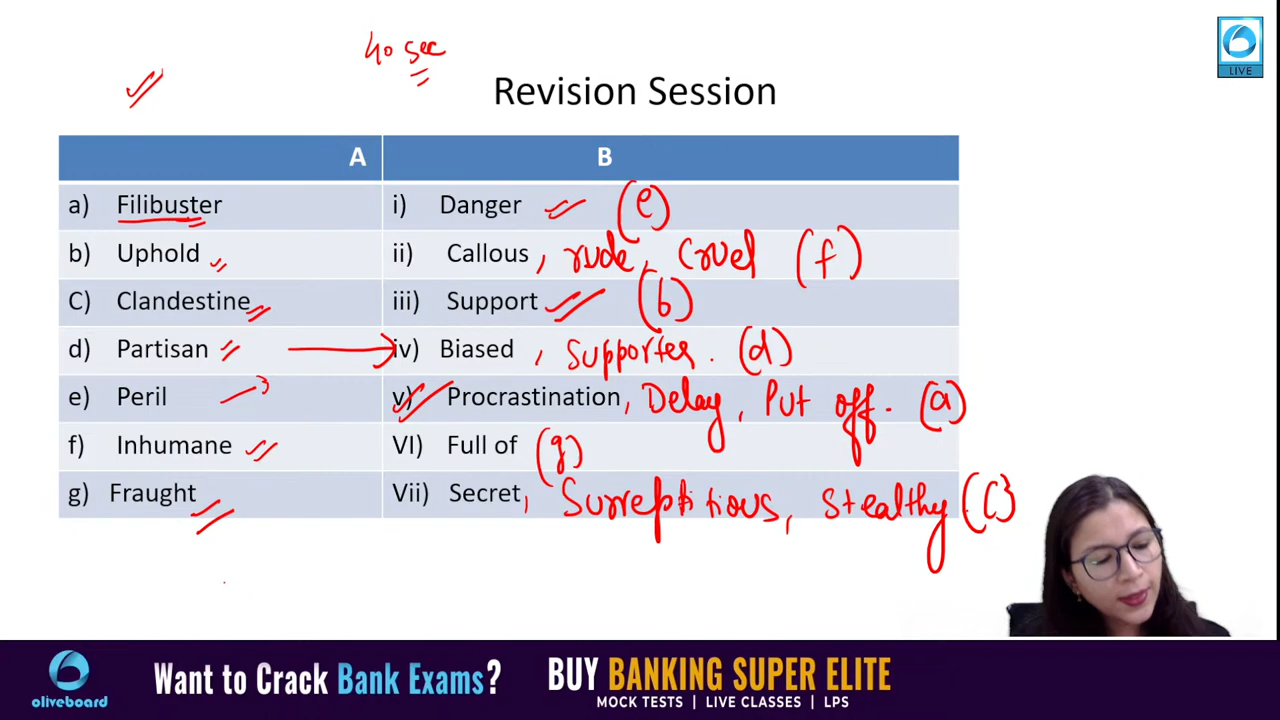 40 sec
LIVE
Revision Session
A B
a) Filibuster i) Danger (e)
b) Uphold ii) Callous , rude, cruel (f)
C) Clandestine iii) Support (b)
d) Partisan iv) Biased , Supporter . (d)
e) Peril v) Procrastination , Delay , Put off . (a)
f) Inhumane VI) Full of (g)
g) Fraught Vii) Secret , Surreptitious, Stealthy (C)
oliveboard
Want to Crack Bank Exams?
BUY BANKING SUPER ELITE
MOCK TESTS | LIVE CLASSES | LPS